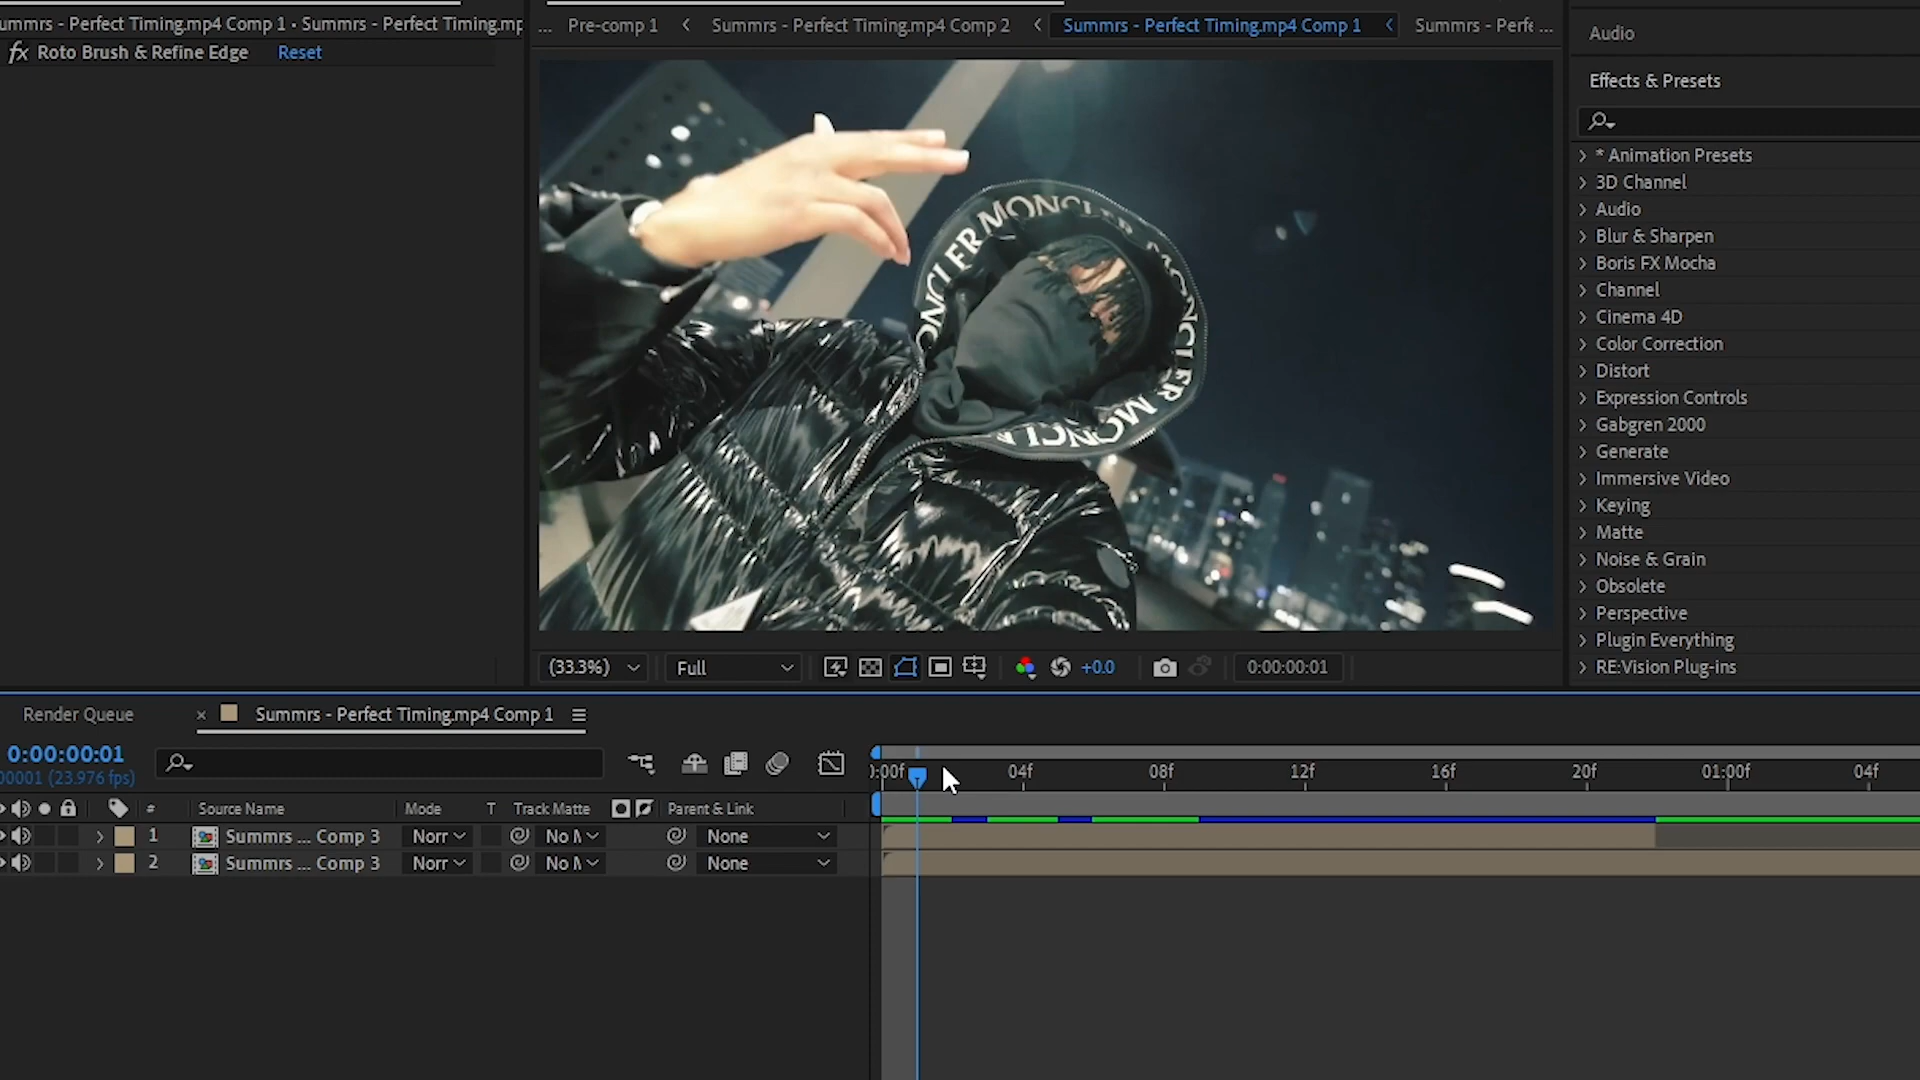 ummrs - Perfect Timing.mp4 Comp 1 · Summrs - Perfect Timing.mp
fx Roto Brush & Refine Edge Reset
... Pre-comp 1 Summrs - Perfect Timing.mp4 Comp 2 Summrs - Perfect Timing.mp4 Comp 1 Summrs - Perfe ...
MONCLER MONCLER MONCLER MONCLER
(33.3%) Full +0.0 0:00:00:01
Audio
Effects & Presets
* Animation Presets
3D Channel
Audio
Blur & Sharpen
Boris FX Mocha
Channel
Cinema 4D
Color Correction
Distort
Expression Controls
Gabgren 2000
Generate
Immersive Video
Keying
Matte
Noise & Grain
Obsolete
Perspective
Plugin Everything
RE:Vision Plug-ins
Render Queue × Summrs - Perfect Timing.mp4 Comp 1
0:00:00:01
00001 (23.976 fps)
):00f 04f 08f 12f 16f 20f 01:00f 04f
# Source Name Mode T Track Matte Parent & Link
1 Summrs ... Comp 3 Norr No M None
2 Summrs ... Comp 3 Norr No M None